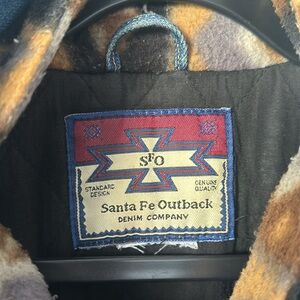 SFO
STANDARD DESIGN
GENUINE QUALITY
Santa Fe Outback
DENIM COMPANY